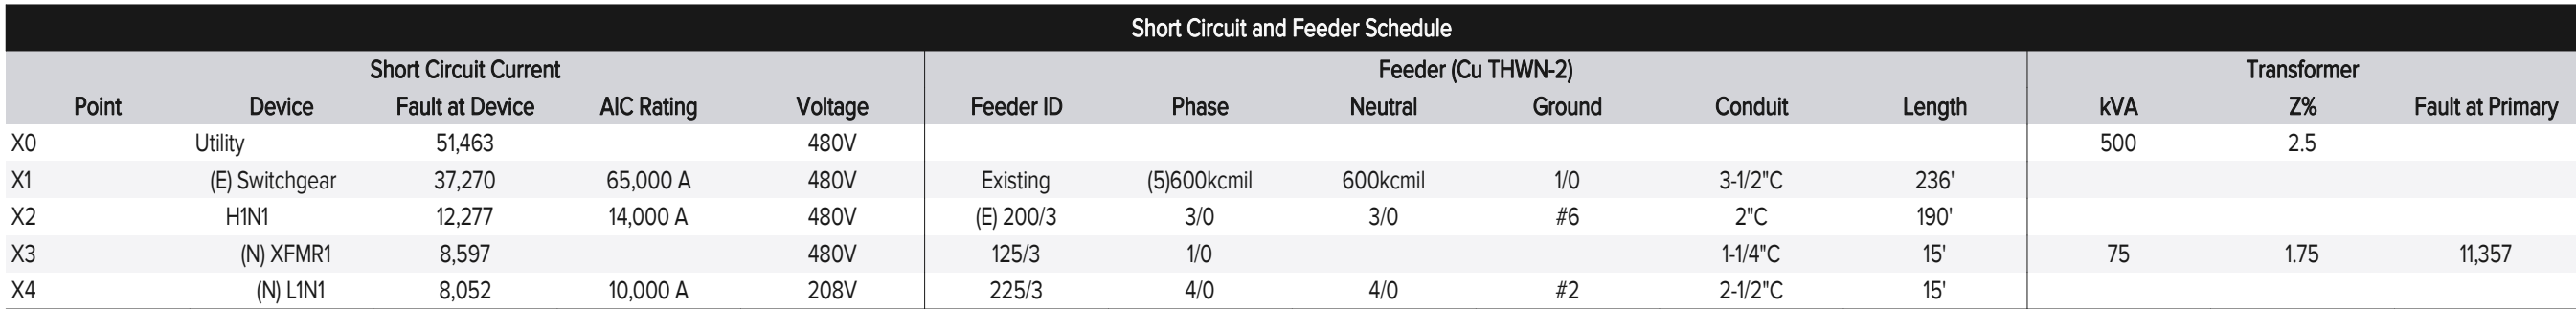 Short Circuit and Feeder Schedule
Short Circuit Current Feeder (Cu THWN-2) Transformer
Point Device Fault at Device AIC Rating Voltage Feeder ID Phase Neutral Ground Conduit Length kVA Z% Fault at Primary
X0 Utility 51,463 480V 500 2.5
X1 (E) Switchgear 37,270 65,000 A 480V Existing (5)600kcmil 600kcmil 1/0 3-1/2"C 236'
X2 H1N1 12,277 14,000 A 480V (E) 200/3 3/0 3/0 #6 2"C 190'
X3 (N) XFMR1 8,597 480V 125/3 1/0 1-1/4"C 15' 75 1.75 11,357
X4 (N) L1N1 8,052 10,000 A 208V 225/3 4/0 4/0 #2 2-1/2"C 15'